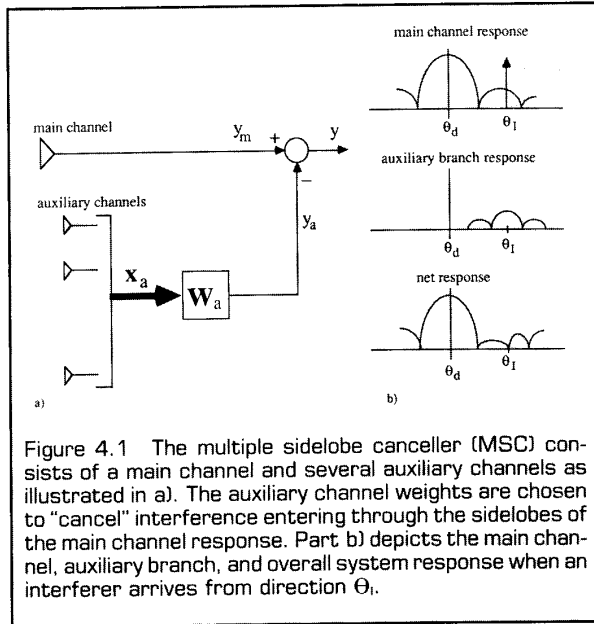 main channel response
main channel
y_m
+
y
θ_d
θ_I
auxiliary branch response
auxiliary channels
−
y_a
θ_d
θ_I
x_a
W_a
net response
θ_d
θ_I
a)
b)
Figure 4.1 The multiple sidelobe canceller (MSC) con-
sists of a main channel and several auxiliary channels as
illustrated in a). The auxiliary channel weights are chosen
to “cancel” interference entering through the sidelobes of
the main channel response. Part b) depicts the main chan-
nel, auxiliary branch, and overall system response when an
interferer arrives from direction Θ_I.